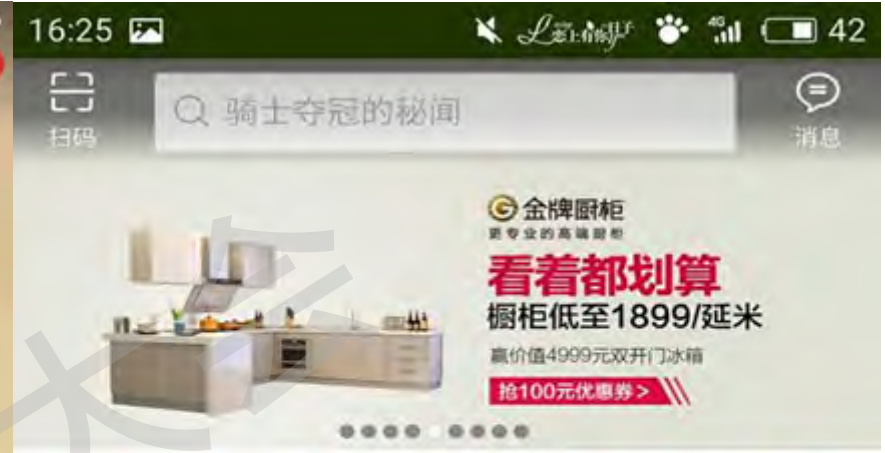 16:25
4G
42
扫码
骑士夺冠的秘闻
消息
G 金牌厨柜
更专业的高端厨柜
看着都划算
橱柜低至1899/延米
赢价值4999元双开门冰箱
抢100元优惠券>
大会